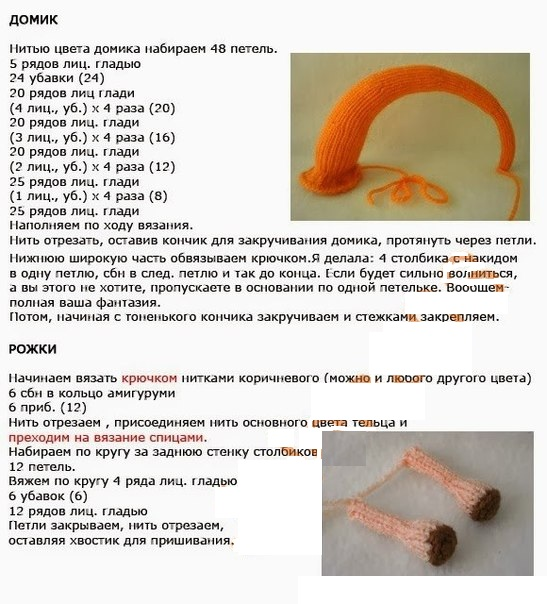 ДОМИК
Нитью цвета домика набираем 48 петель.
5 рядов лиц. гладью
24 убавки (24)
20 рядов лиц глади
(4 лиц., уб.) х 4 раза (20)
20 рядов лиц. глади
(3 лиц., уб.) х 4 раза (16)
20 рядов лиц. глади
(2 лиц., уб.) х 4 раза (12)
25 рядов лиц. глади
(1 лиц., уб.) х 4 раза (8)
25 рядов лиц. глади
Наполняем по ходу вязания.
Нить отрезать, оставив кончик для закручивания домика, протянуть через петли.
Нижнюю широкую часть обвязываем крючком.Я делала: 4 столбика с накидом
в одну петлю, сбн в след. петлю и так до конца. Если будет сильно волниться,
а вы этого не хотите, пропускаете в основании по одной петельке. Вообщем-
полная ваша фантазия.
Потом, начиная с тоненького кончика закручиваем и стежками закрепляем.
РОЖКИ
Начинаем вязать крючком нитками коричневого (можно и любого другого цвета)
6 сбн в кольцо амигуруми
6 приб. (12)
Нить отрезаем , присоединяем нить основного цвета тельца и
преходим на вязание спицами.
Набираем по кругу за заднюю стенку столбиков
12 петель.
Вяжем по кругу 4 ряда лиц. гладью
6 убавок (6)
12 рядов лиц. гладью
Петли закрываем, нить отрезаем,
оставляя хвостик для пришивания.